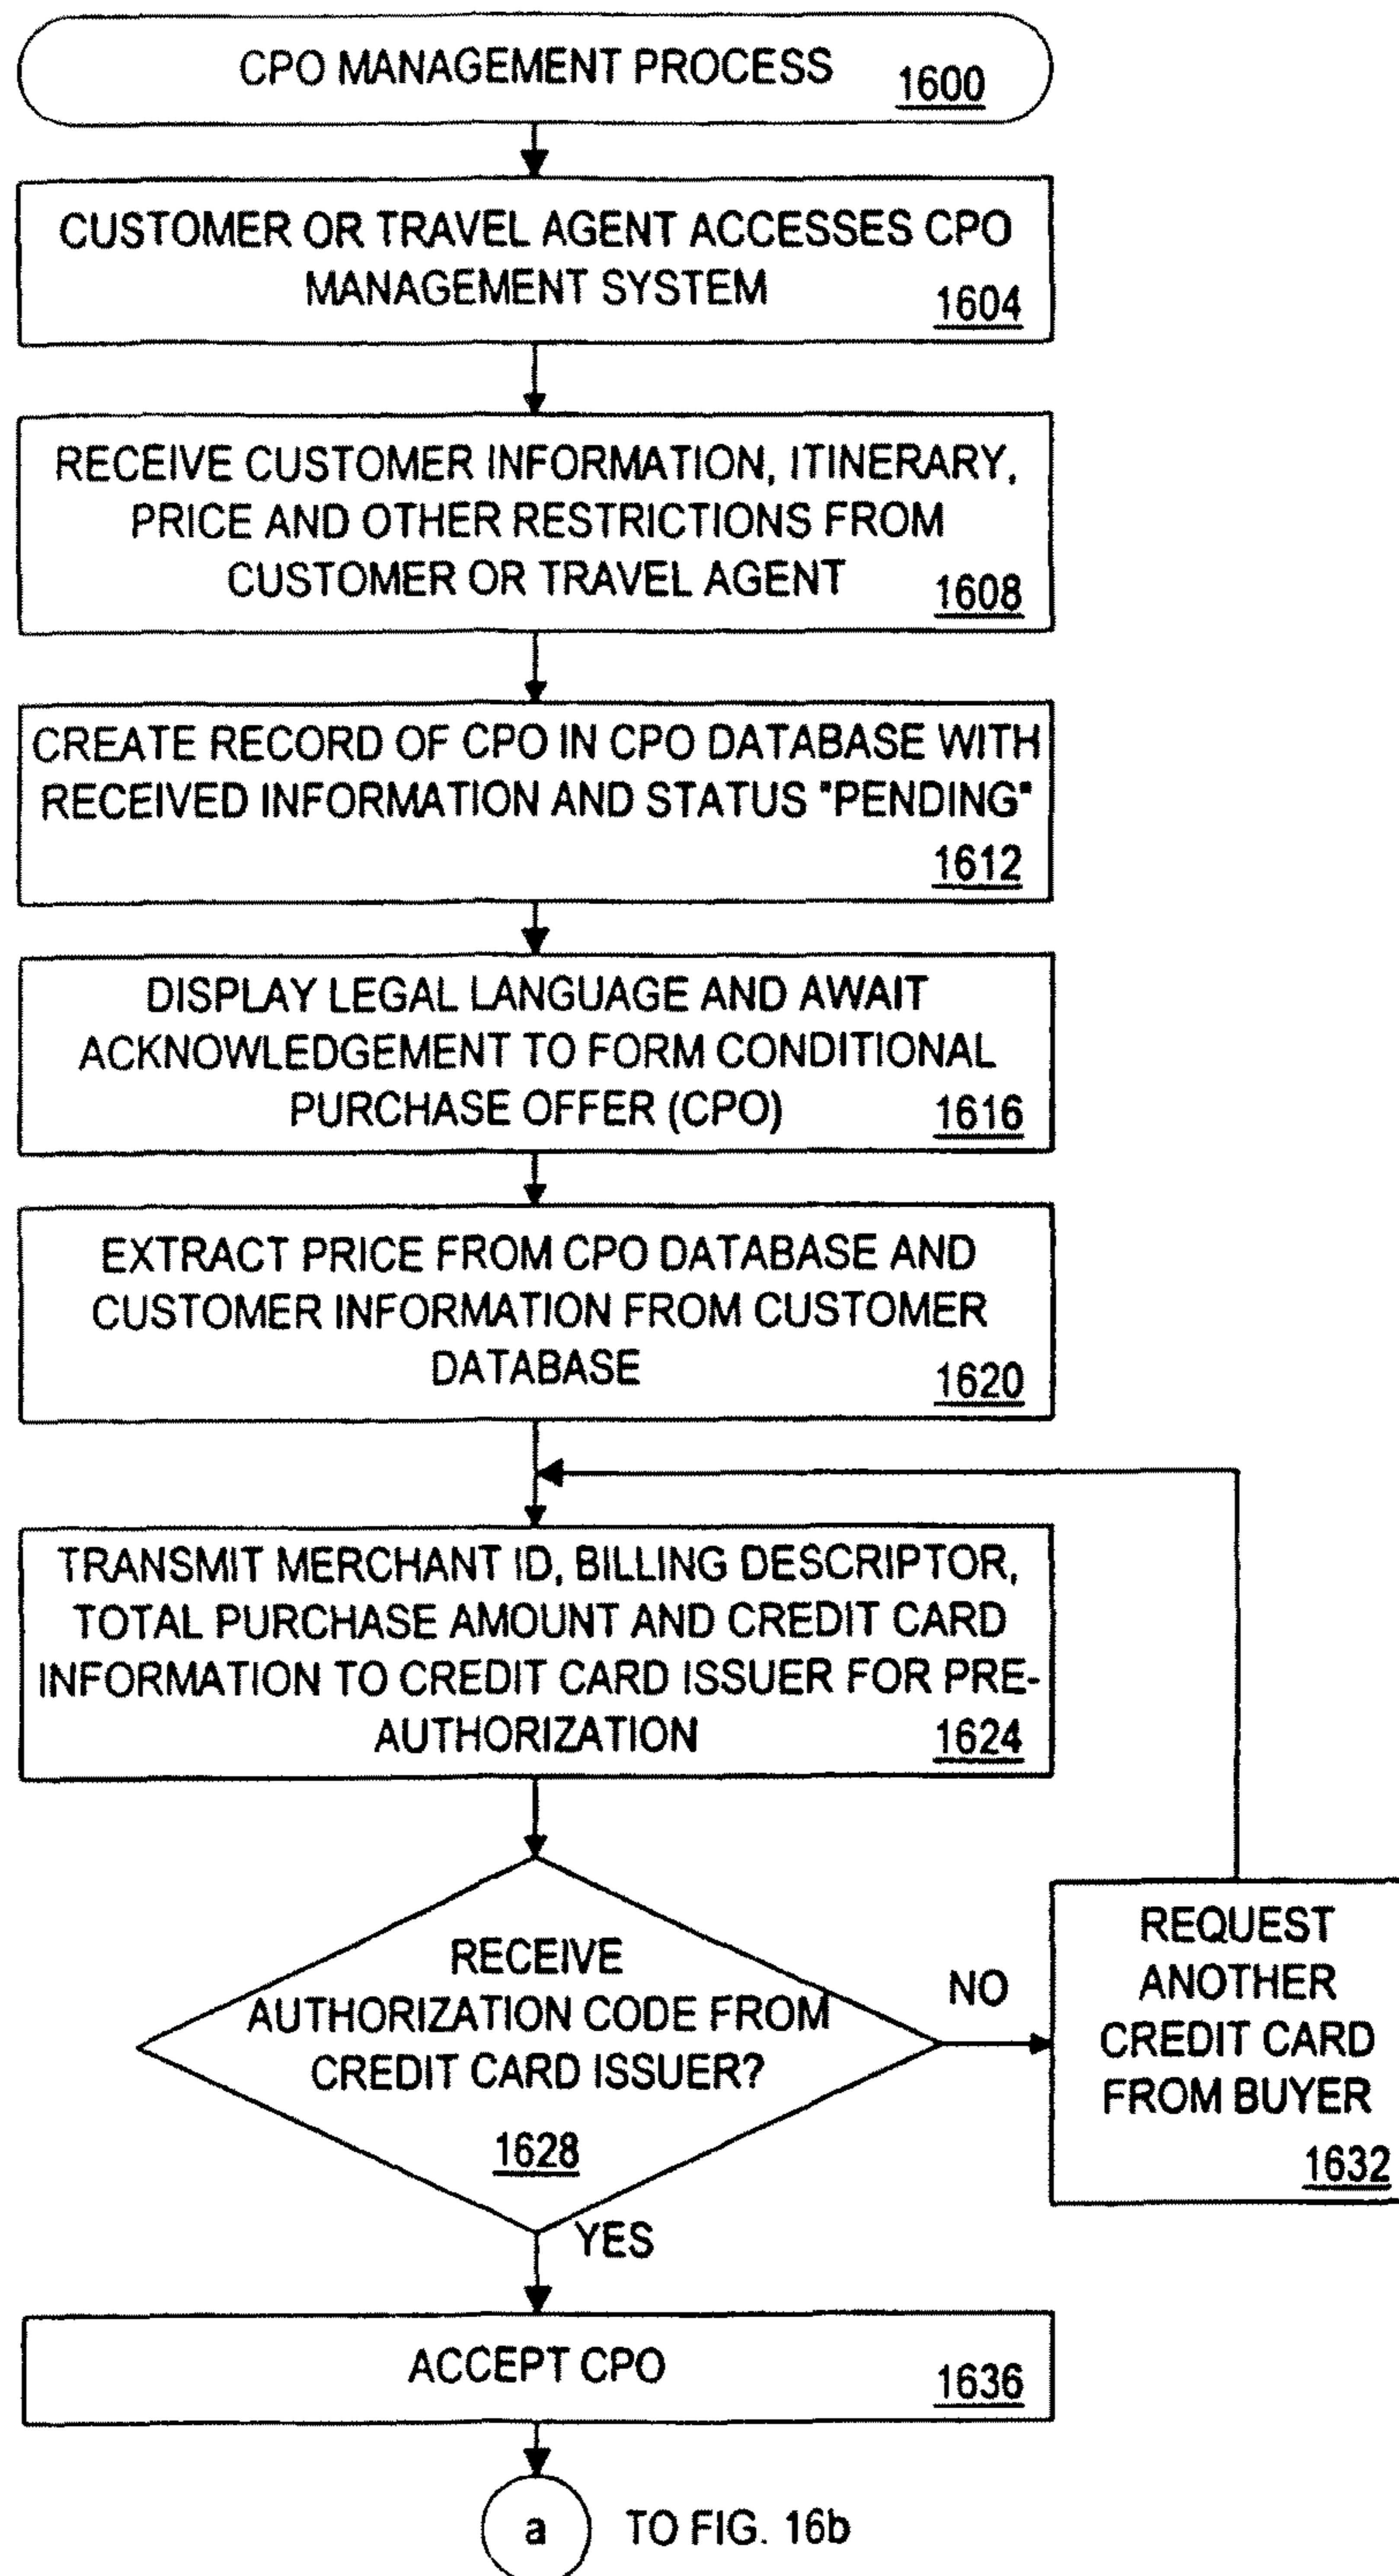 CPO MANAGEMENT PROCESS 1600
CUSTOMER OR TRAVEL AGENT ACCESSES CPO
MANAGEMENT SYSTEM 1604
RECEIVE CUSTOMER INFORMATION, ITINERARY,
PRICE AND OTHER RESTRICTIONS FROM
CUSTOMER OR TRAVEL AGENT 1608
CREATE RECORD OF CPO IN CPO DATABASE WITH
RECEIVED INFORMATION AND STATUS "PENDING"
1612
DISPLAY LEGAL LANGUAGE AND AWAIT
ACKNOWLEDGEMENT TO FORM CONDITIONAL
PURCHASE OFFER (CPO) 1616
EXTRACT PRICE FROM CPO DATABASE AND
CUSTOMER INFORMATION FROM CUSTOMER
DATABASE 1620
TRANSMIT MERCHANT ID, BILLING DESCRIPTOR,
TOTAL PURCHASE AMOUNT AND CREDIT CARD
INFORMATION TO CREDIT CARD ISSUER FOR PRE-
AUTHORIZATION 1624
RECEIVE
AUTHORIZATION CODE FROM
CREDIT CARD ISSUER?
1628
NO
REQUEST
ANOTHER
CREDIT CARD
FROM BUYER
1632
YES
ACCEPT CPO 1636
a TO FIG. 16b